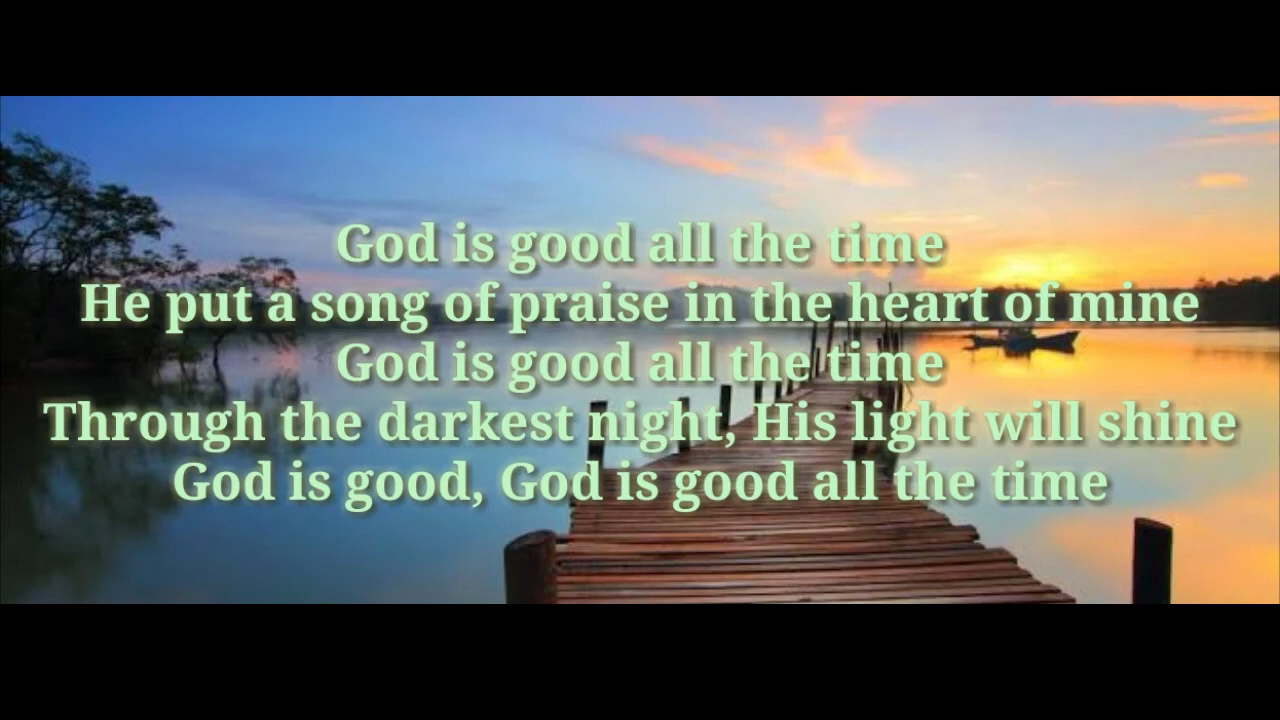 God is good all the time
He put a song of praise in the heart of mine
God is good all the time
Through the darkest night, His light will shine
God is good, God is good all the time